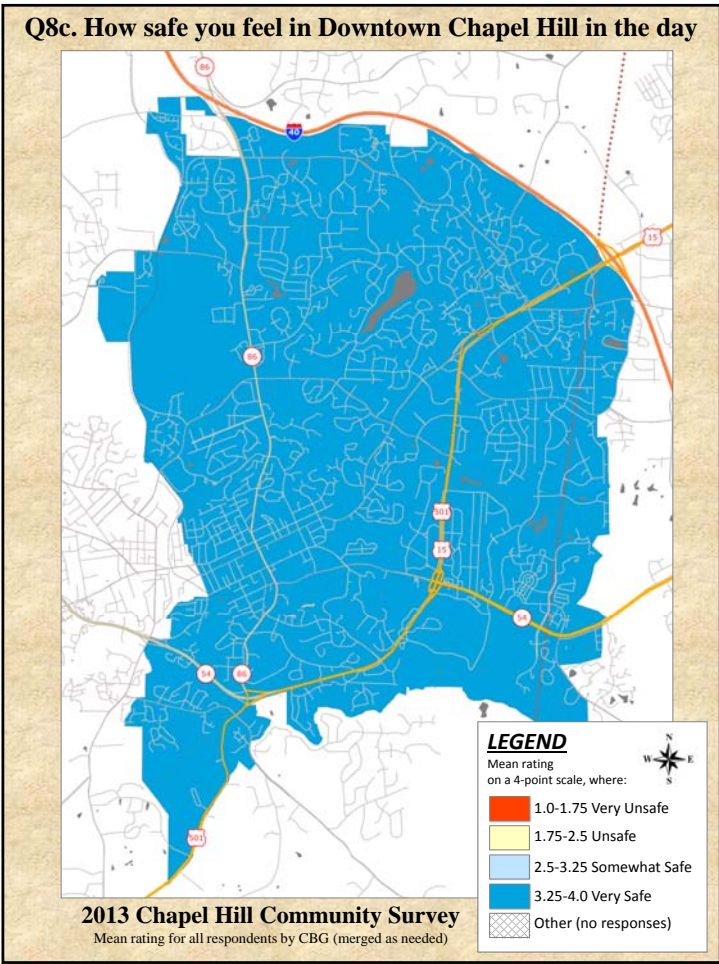 Q8c. How safe you feel in Downtown Chapel Hill in the day
86
40
15
86
501
15
54
54
86
501
LEGEND
Mean rating
on a 4-point scale, where:
N
W E
S
1.0-1.75 Very Unsafe
1.75-2.5 Unsafe
2.5-3.25 Somewhat Safe
3.25-4.0 Very Safe
Other (no responses)
2013 Chapel Hill Community Survey
Mean rating for all respondents by CBG (merged as needed)